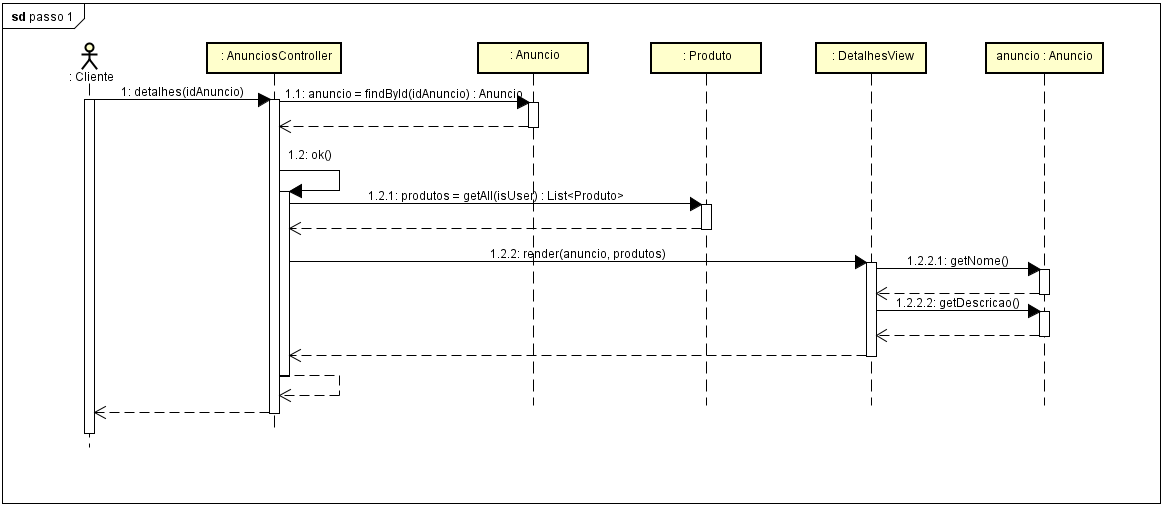 sd passo 1
: Cliente
: AnunciosController
: Anuncio
: Produto
: DetalhesView
anuncio : Anuncio
1: detalhes(idAnuncio)
1.1: anuncio = findById(idAnuncio) : Anuncio
1.2: ok()
1.2.1: produtos = getAll(isUser) : List<Produto>
1.2.2: render(anuncio, produtos)
1.2.2.1: getNome()
1.2.2.2: getDescricao()